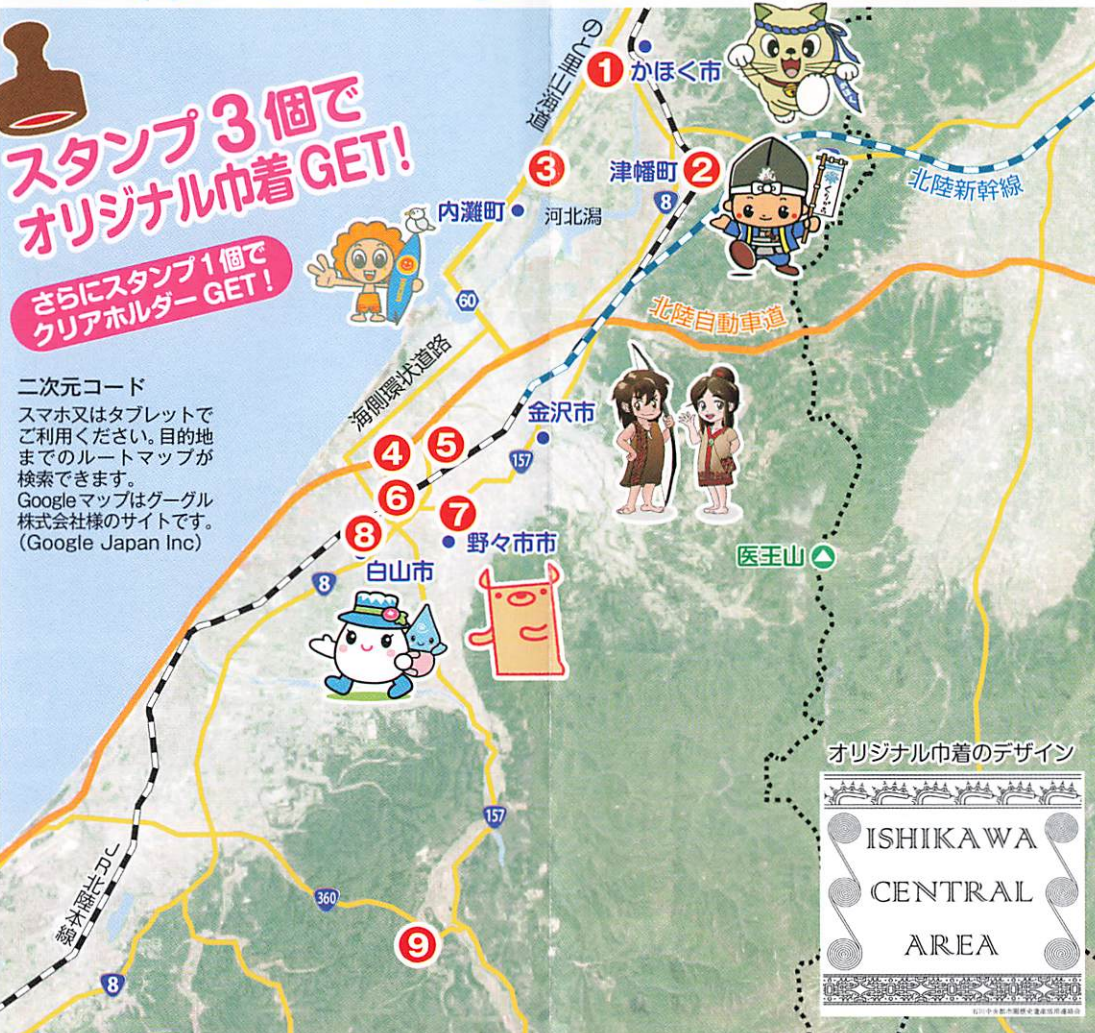 スタンプ3個で
オリジナル巾着GET!
さらにスタンプ1個で
クリアホルダーGET!
二次元コード
スマホ又はタブレットで
ご利用ください。目的地
までのルートマップが
検索できます。
Googleマップはグーグル
株式会社様のサイトです。
(Google Japan Inc)
のと里山海道
1
かほく市
3
津幡町
2
8
北陸新幹線
内灘町
河北潟
60
北陸自動車道
海側環状道路
金沢市
4
5
157
6
7
野々市市
8
白山市
8
医王山
157
JR北陸本線
360
9
8
オリジナル巾着のデザイン
ISHIKAWA
CENTRAL
AREA